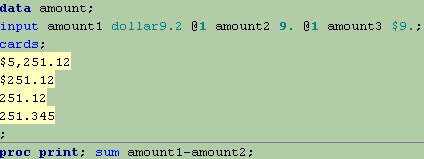 data amount;
input amount1 dollar9.2 @1 amount2 9. @1 amount3 $9.;
cards;
$5,251.12
$251.12
251.12
251.345
;
proc print; sum amount1-amount2;